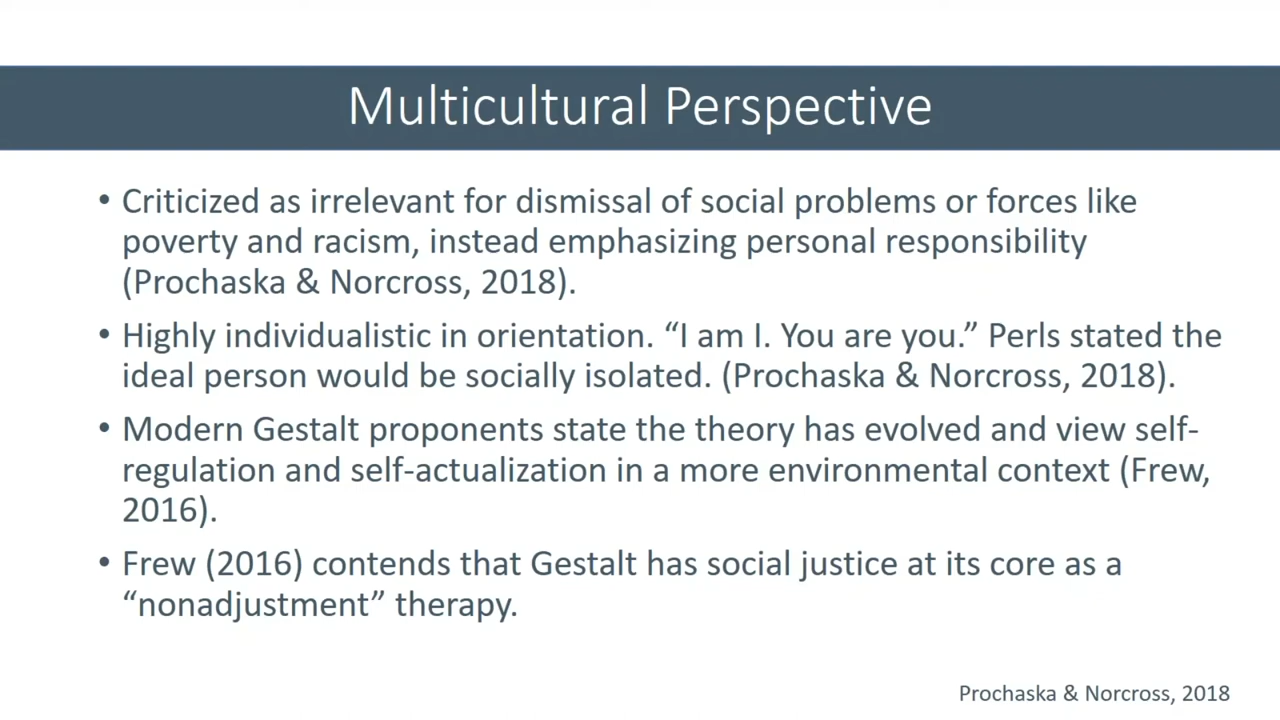 Multicultural Perspective
• Criticized as irrelevant for dismissal of social problems or forces like
poverty and racism, instead emphasizing personal responsibility
(Prochaska & Norcross, 2018).
• Highly individualistic in orientation. “I am I. You are you.” Perls stated the
ideal person would be socially isolated. (Prochaska & Norcross, 2018).
• Modern Gestalt proponents state the theory has evolved and view self-
regulation and self-actualization in a more environmental context (Frew,
2016).
• Frew (2016) contends that Gestalt has social justice at its core as a
“nonadjustment” therapy.
Prochaska & Norcross, 2018